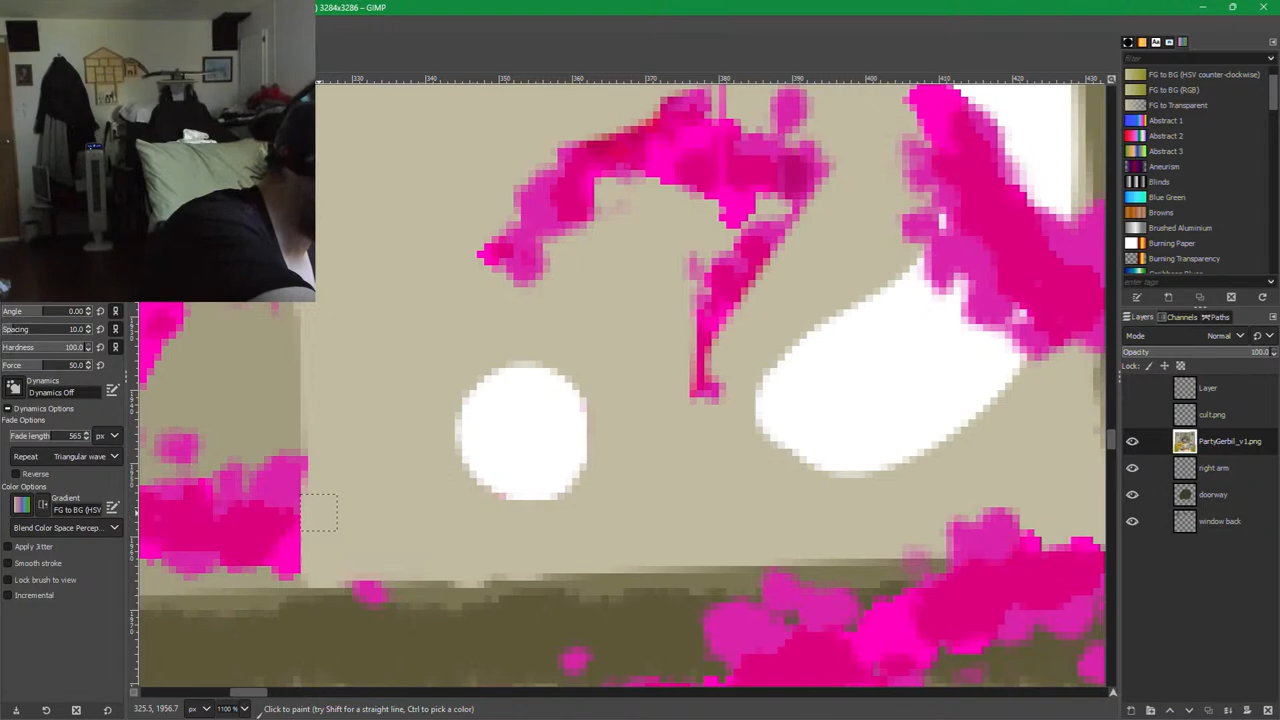 ) 3284x3286 – GIMP
330
340
350
360
370
380
390
400
410
420
filter
FG to BG (HSV counter-clockwise)
FG to BG (RGB)
FG to Transparent
Abstract 1
Abstract 2
Abstract 3
Aneurism
Blinds
Blue Green
Browns
Brushed Aluminium
Burning Paper
Burning Transparency
enter tags
Layers Channels Paths
Mode Normal
Opacity 100.0
Lock:
Layer
cult.png
PartyGerbil_v1.png
right arm
doorway
window back
Angle 0.00
Spacing 10.0
Hardness 100.0
Force 50.0
Dynamics
Dynamics Off
Dynamics Options
Fade Options
Fade length 565 px
Repeat Triangular wave
Reverse
Color Options
Gradient
FG to BG (HSV
Blend Color Space Percep...
Apply Jitter
Smooth stroke
Lock brush to view
Incremental
325.5, 1956.7 px 1100 % Click to paint (try Shift for a straight line, Ctrl to pick a color)